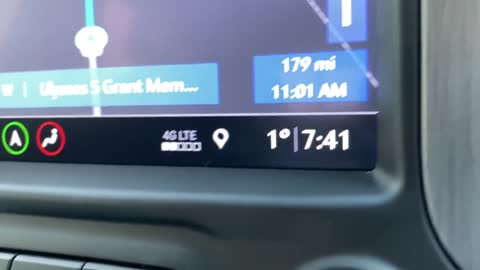 179 mi
W | Ulysses S Grant Mem...
11:01 AM
A
4G LTE
1° | 7:41